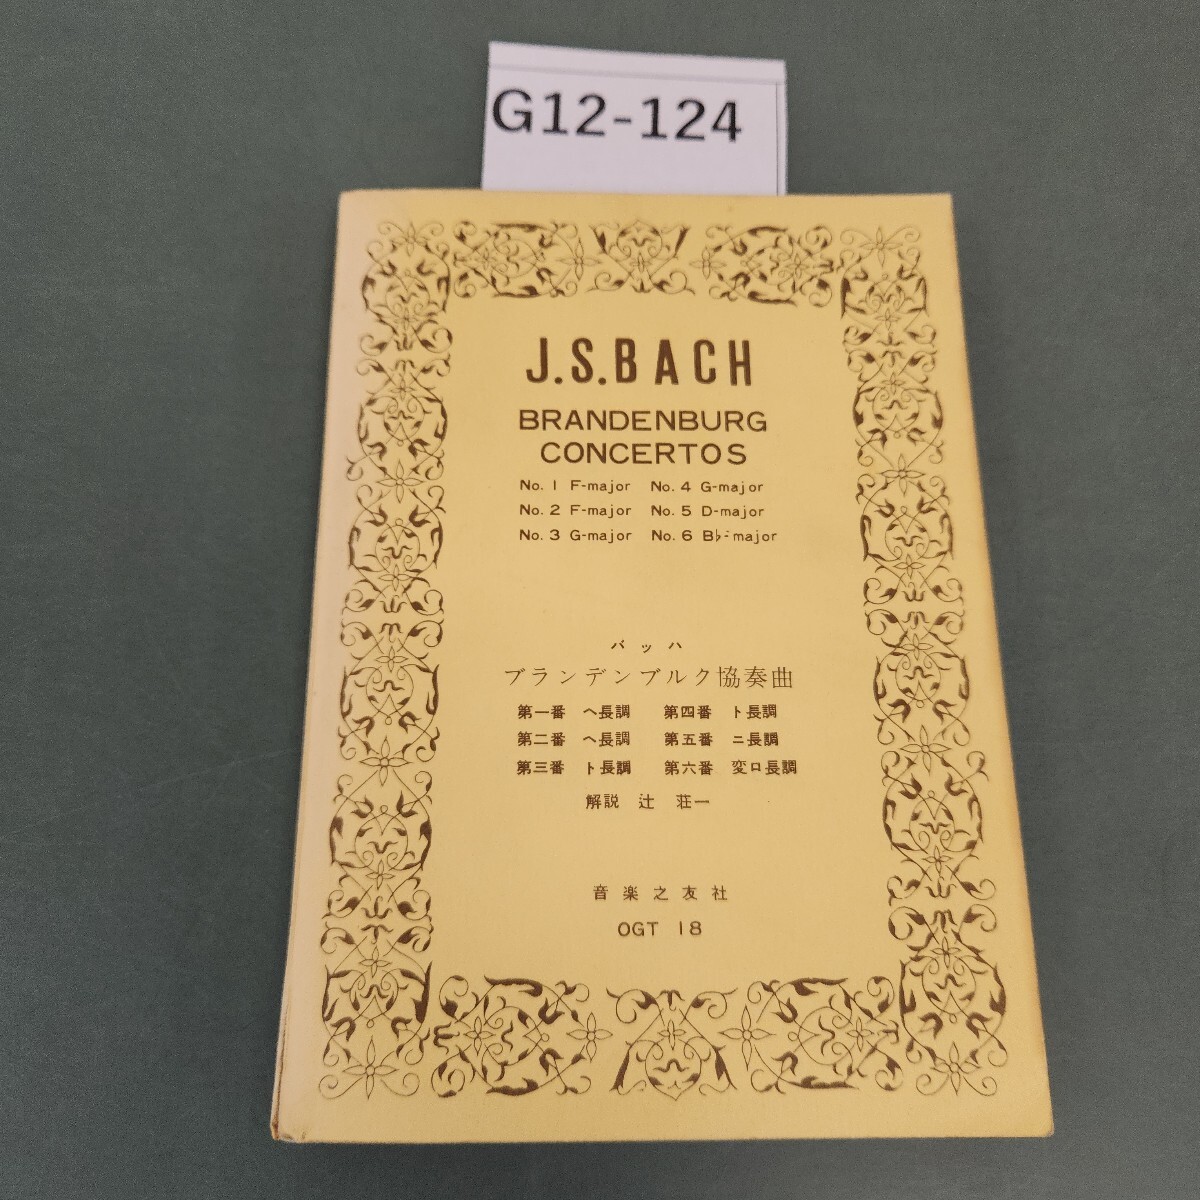 G12-124
J.S.BACH
BRANDENBURG
CONCERTOS
No. 1 F-major No. 4 G-major
No. 2 F-major No. 5 D-major
No. 3 G-major No. 6 B♭-major
バッハ
ブランデンブルク協奏曲
第一番 ヘ長調 第四番 ト長調
第二番 ヘ長調 第五番 ニ長調
第三番 ト長調 第六番 変ロ長調
解説 辻 荘一
音楽之友社
OGT 18